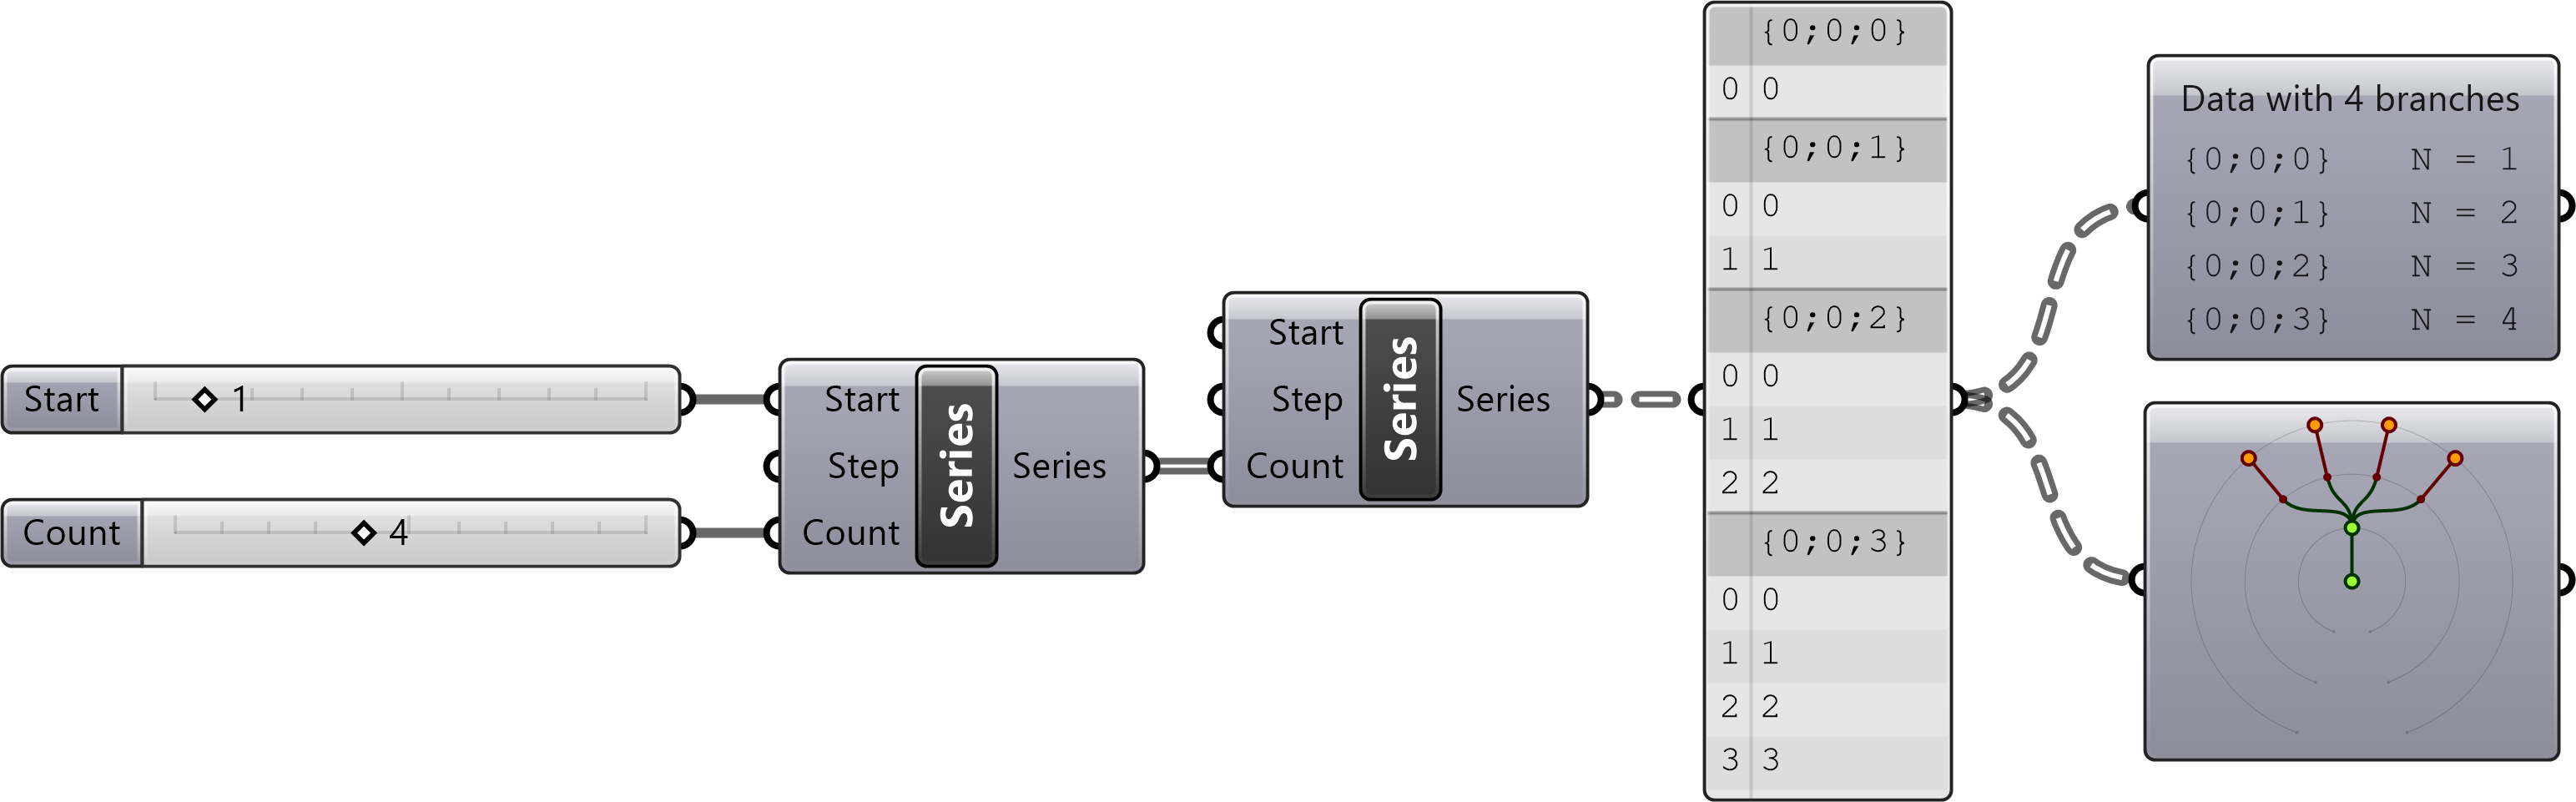 Start 1
Count 4
Start
Step
Count
Series
Series
Start
Step
Count
Series
Series
{0;0;0}
0 0
{0;0;1}
0 0
1 1
{0;0;2}
0 0
1 1
2 2
{0;0;3}
0 0
1 1
2 2
3 3
Data with 4 branches
{0;0;0} N = 1
{0;0;1} N = 2
{0;0;2} N = 3
{0;0;3} N = 4